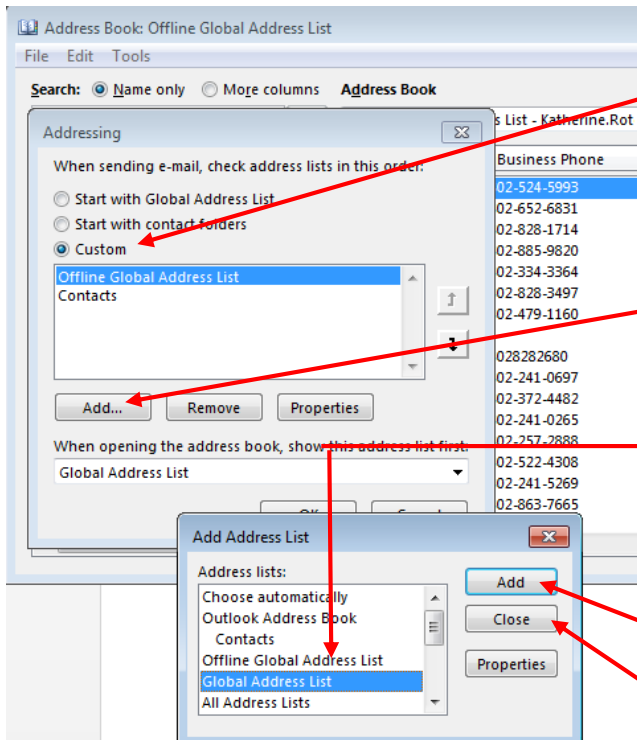 Address Book: Offline Global Address List
File Edit Tools
Search: Name only More columns Address Book
s List - Katherine.Rot
Addressing
When sending e-mail, check address lists in this order:
Start with Global Address List
Start with contact folders
Custom
Offline Global Address List
Contacts
Add... Remove Properties
When opening the address book, show this address list first:
Global Address List
Business Phone
02-524-5993
02-652-6831
02-828-1714
02-885-9820
02-334-3364
02-828-3497
02-479-1160
028282680
02-241-0697
02-372-4482
02-241-0265
02-257-2888
02-522-4308
02-241-5269
02-863-7665
Add Address List
Address lists:
Choose automatically
Outlook Address Book
Contacts
Offline Global Address List
Global Address List
All Address Lists
Add
Close
Properties